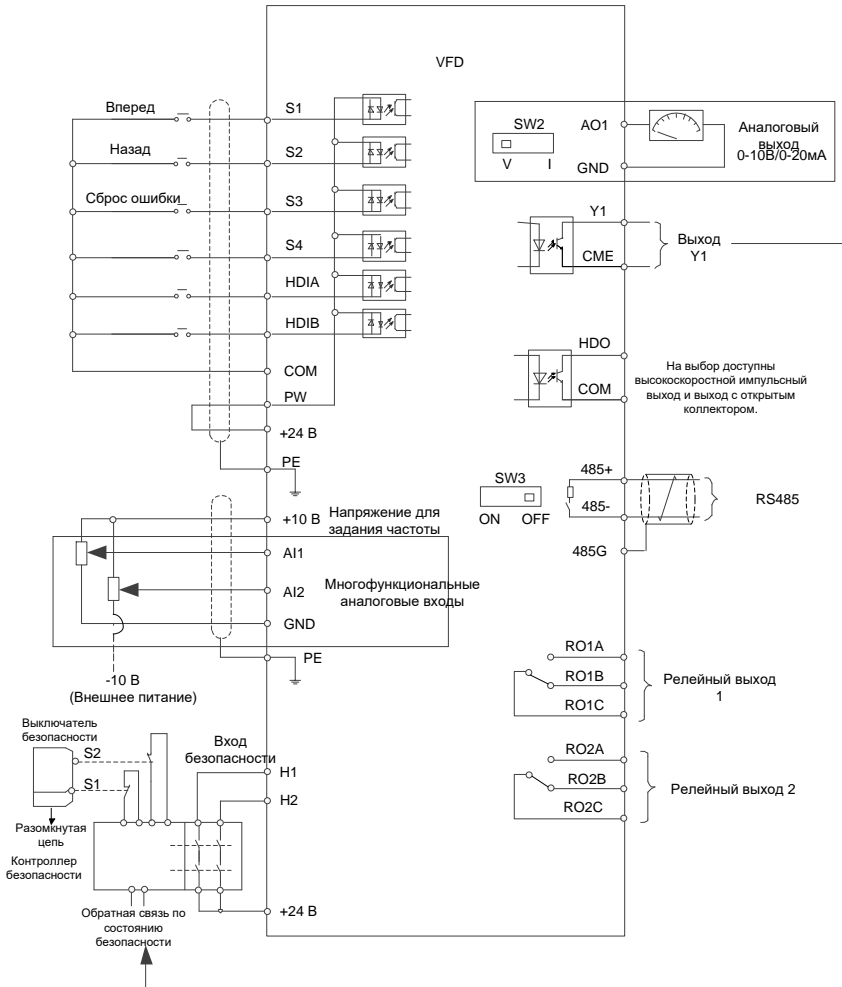 VFD
Вперед
S1
Назад
S2
Сброс ошибки
S3
S4
HDIA
HDIB
COM
PW
+24 В
PE
SW2
V I
AO1
GND
Аналоговый
выход
0-10В/0-20мА
Y1
CME
Выход
Y1
HDO
COM
На выбор доступны
высокоскоростной импульсный
выход и выход с открытым
коллектором.
SW3
ON OFF
485+
485-
485G
RS485
+10 В
Напряжение для
задания частоты
AI1
AI2
Многофункциональные
аналоговые входы
GND
PE
-10 В
(Внешнее питание)
RO1A
RO1B
RO1C
Релейный выход
1
RO2A
RO2B
RO2C
Релейный выход 2
Выключатель
безопасности
S2
S1
Разомкнутая
цепь
Контроллер
безопасности
Вход
безопасности
H1
H2
+24 В
Обратная связь по
состоянию
безопасности